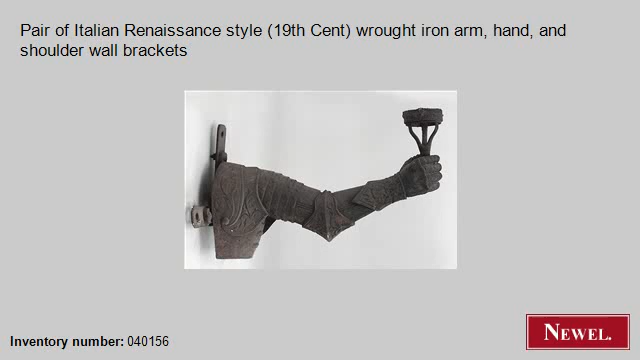 Pair of Italian Renaissance style (19th Cent) wrought iron arm, hand, and
shoulder wall brackets
Inventory number: 040156
NEWEL.